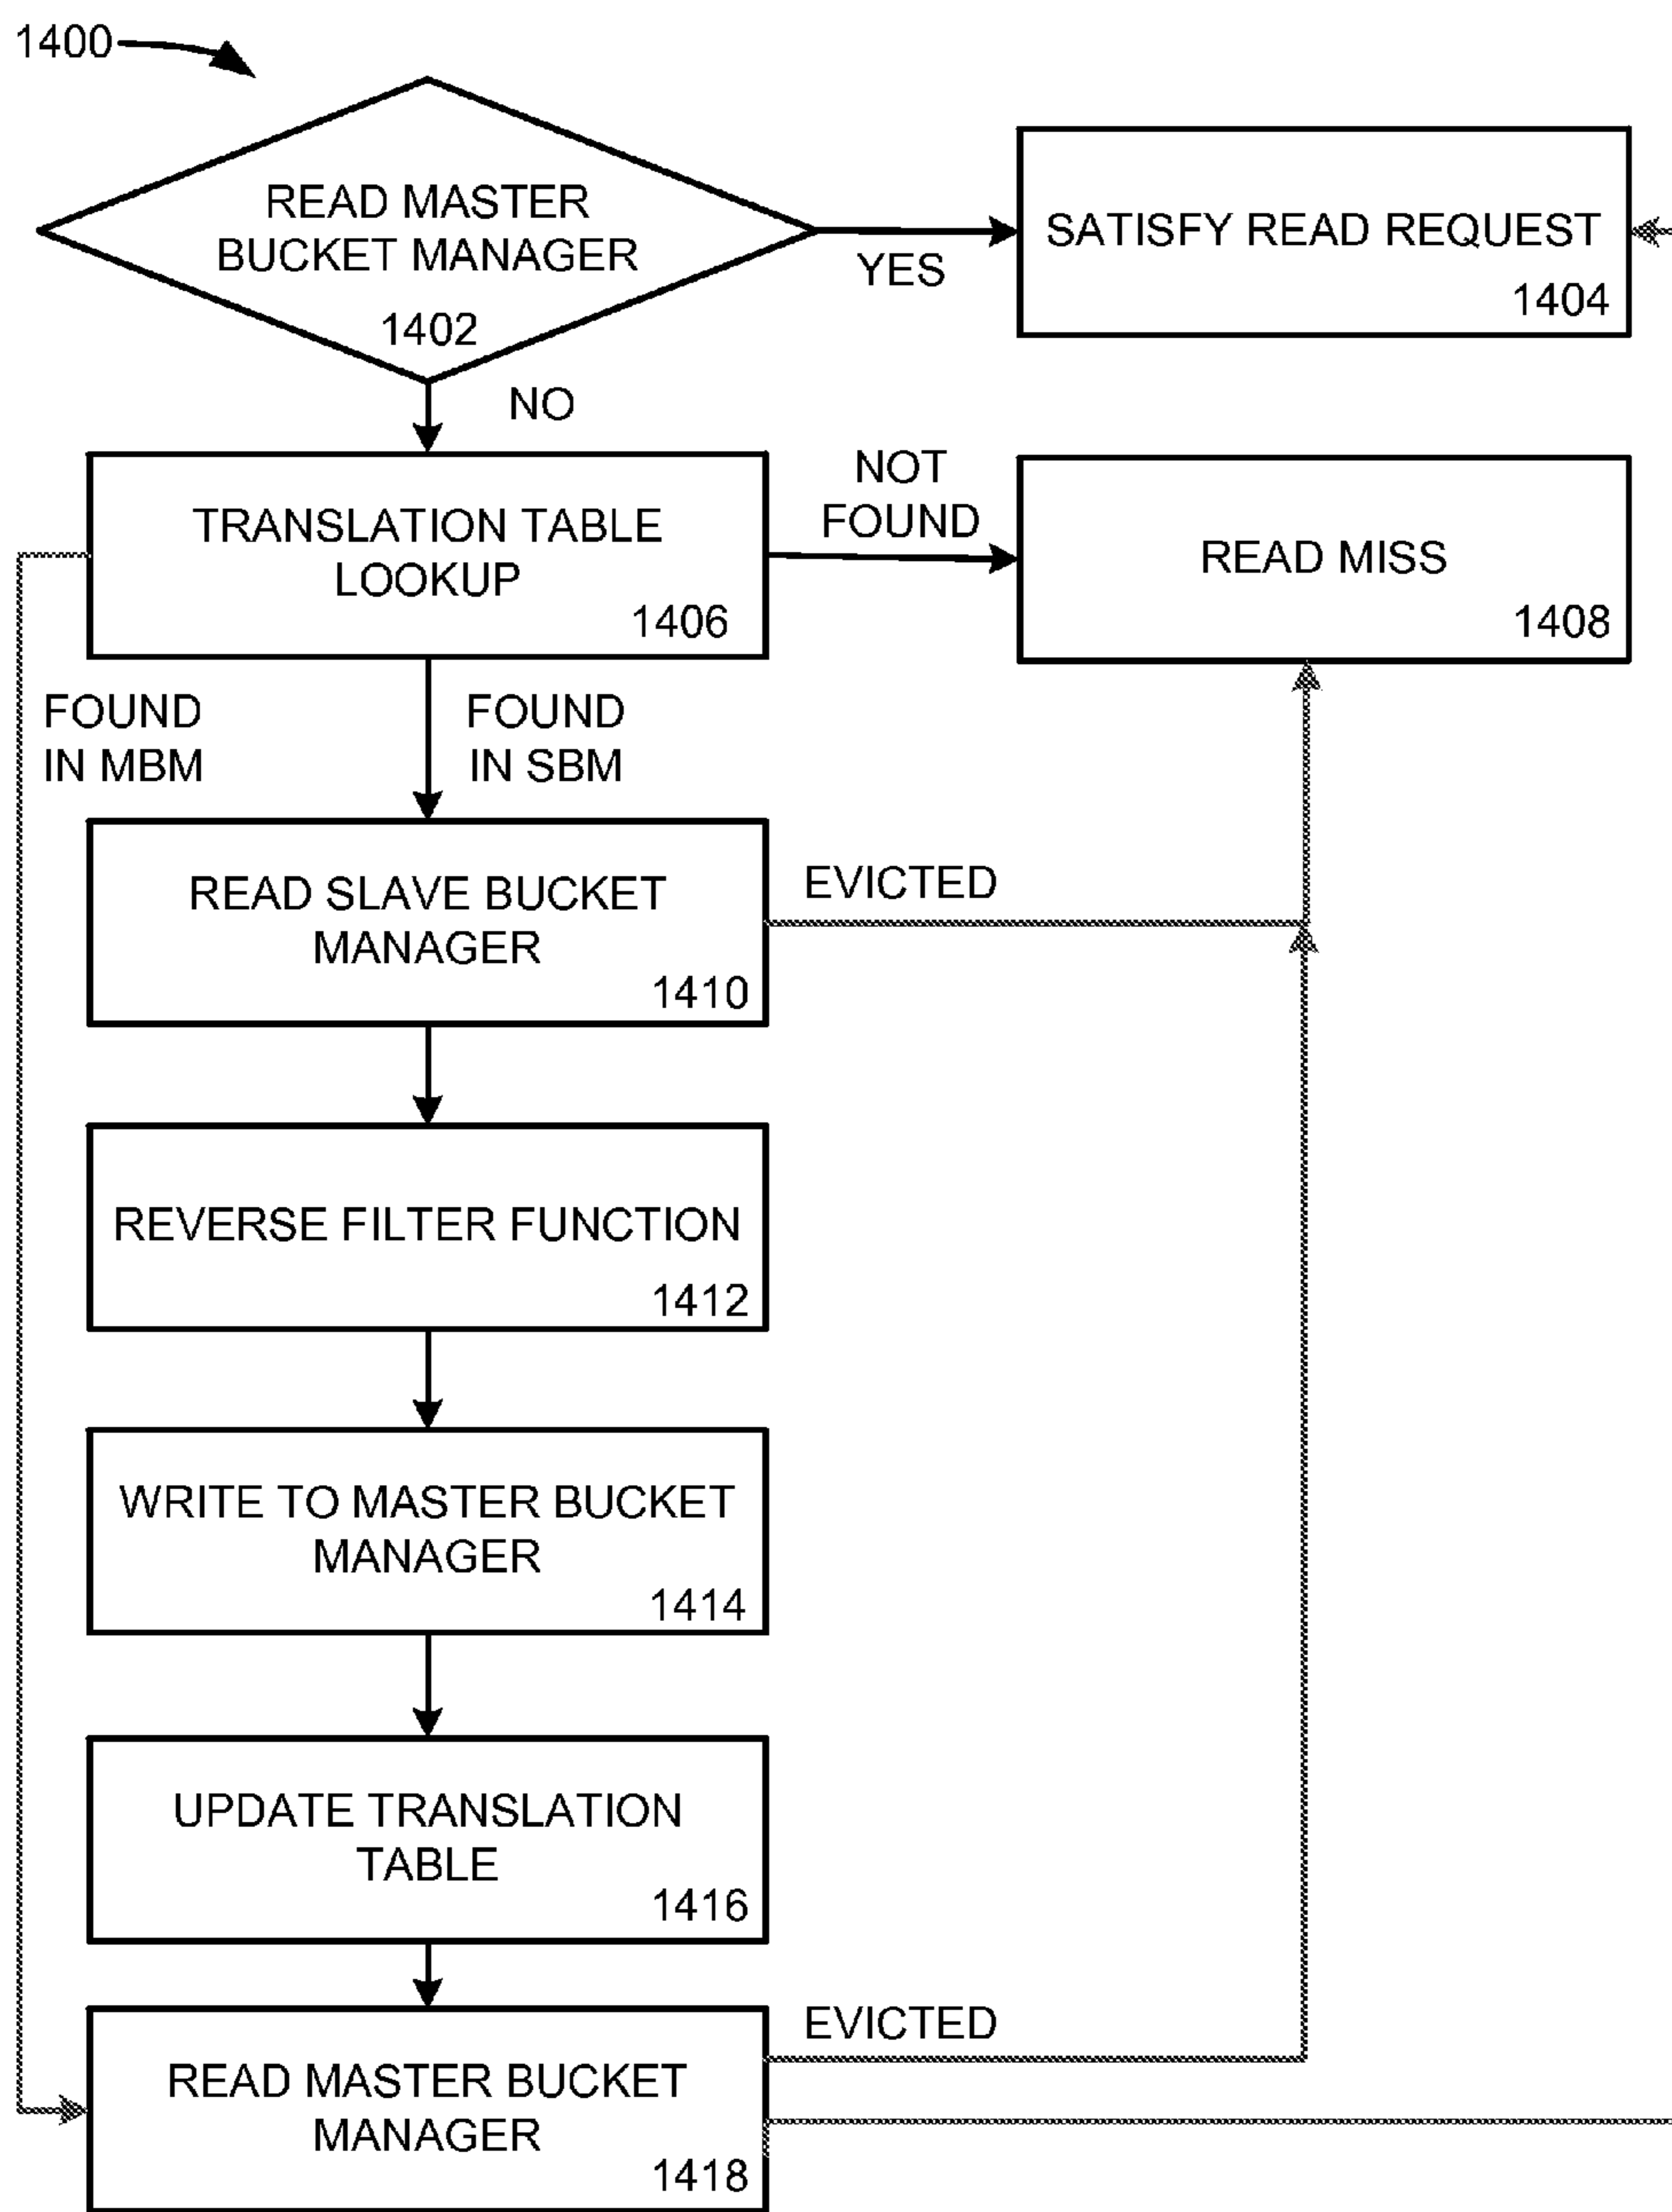 1400
READ MASTER
BUCKET MANAGER
1402
YES
SATISFY READ REQUEST
1404
NO
TRANSLATION TABLE
LOOKUP
1406
NOT
FOUND
READ MISS
1408
FOUND
IN MBM
FOUND
IN SBM
READ SLAVE BUCKET
MANAGER
1410
EVICTED
REVERSE FILTER FUNCTION
1412
WRITE TO MASTER BUCKET
MANAGER
1414
UPDATE TRANSLATION
TABLE
1416
READ MASTER BUCKET
MANAGER
1418
EVICTED